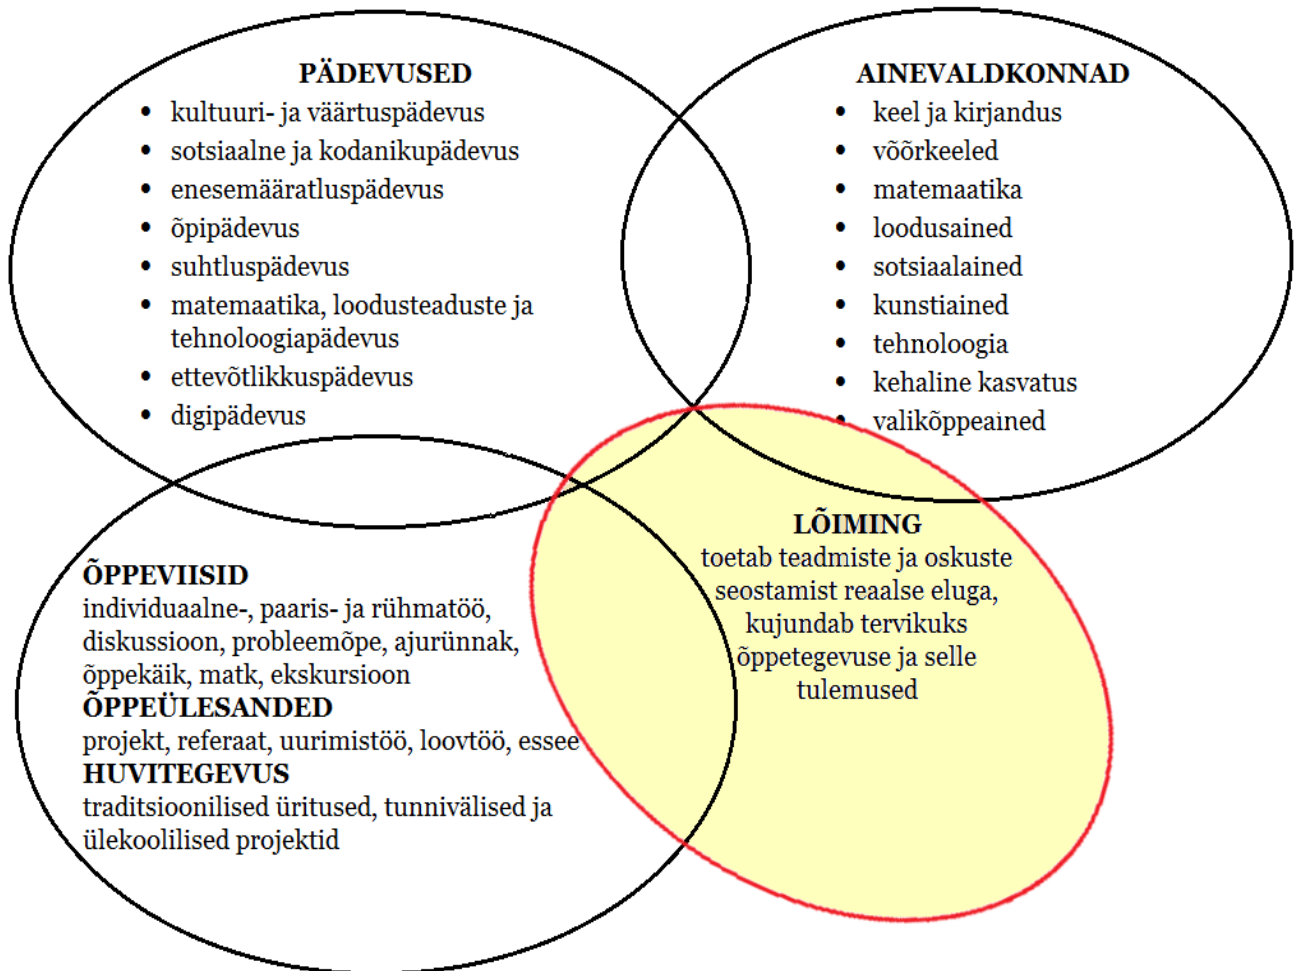 PÄDEVUSED
• kultuuri- ja väärtuspädevus
• sotsiaalne ja kodanikupädevus
• enesemääratluspädevus
• õpipädevus
• suhtluspädevus
• matemaatika, loodusteaduste ja
tehnoloogiapädevus
• ettevõtlikkuspädevus
• digipädevus
AINEVALDKONNAD
• keel ja kirjandus
• võõrkeeled
• matemaatika
• loodusained
• sotsiaalained
• kunstiained
• tehnoloogia
• kehaline kasvatus
• valikõppeained
LÕIMING
toetab teadmiste ja oskuste
seostamist reaalse eluga,
kujundab tervikuks
õppetegevuse ja selle
tulemused
ÕPPEVIISID
individuaalne-, paaris- ja rühmatöö,
diskussioon, probleemõpe, ajurünnak,
õppekäik, matk, ekskursioon
ÕPPEÜLESANDED
projekt, referaat, uurimistöö, loovtöö, essee
HUVITEGEVUS
traditsioonilised üritused, tunnivälised ja
ülekoolilised projektid